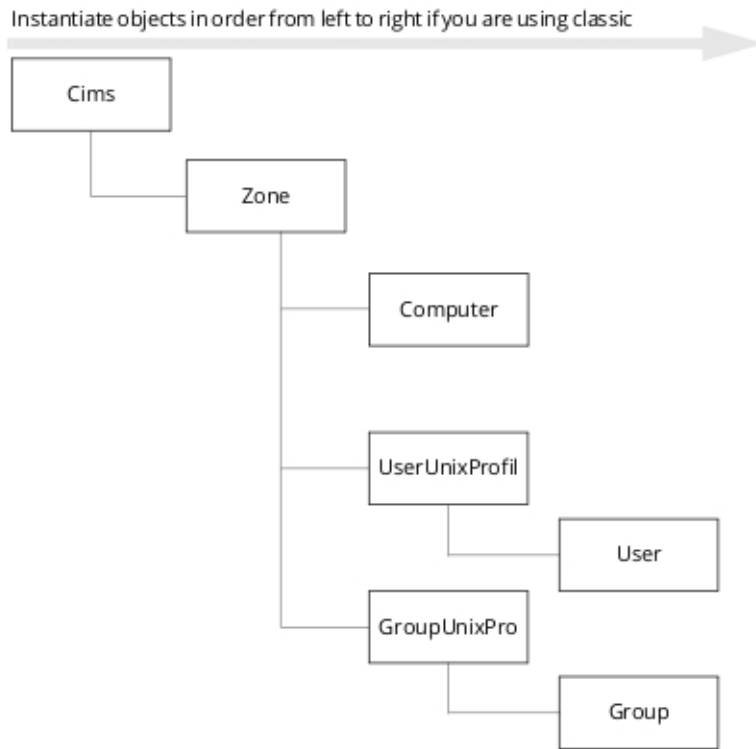 Instantiate objects in order from left to right if you are using classic
Cims
Zone
Computer
UserUnixProfil
User
GroupUnixPro
Group